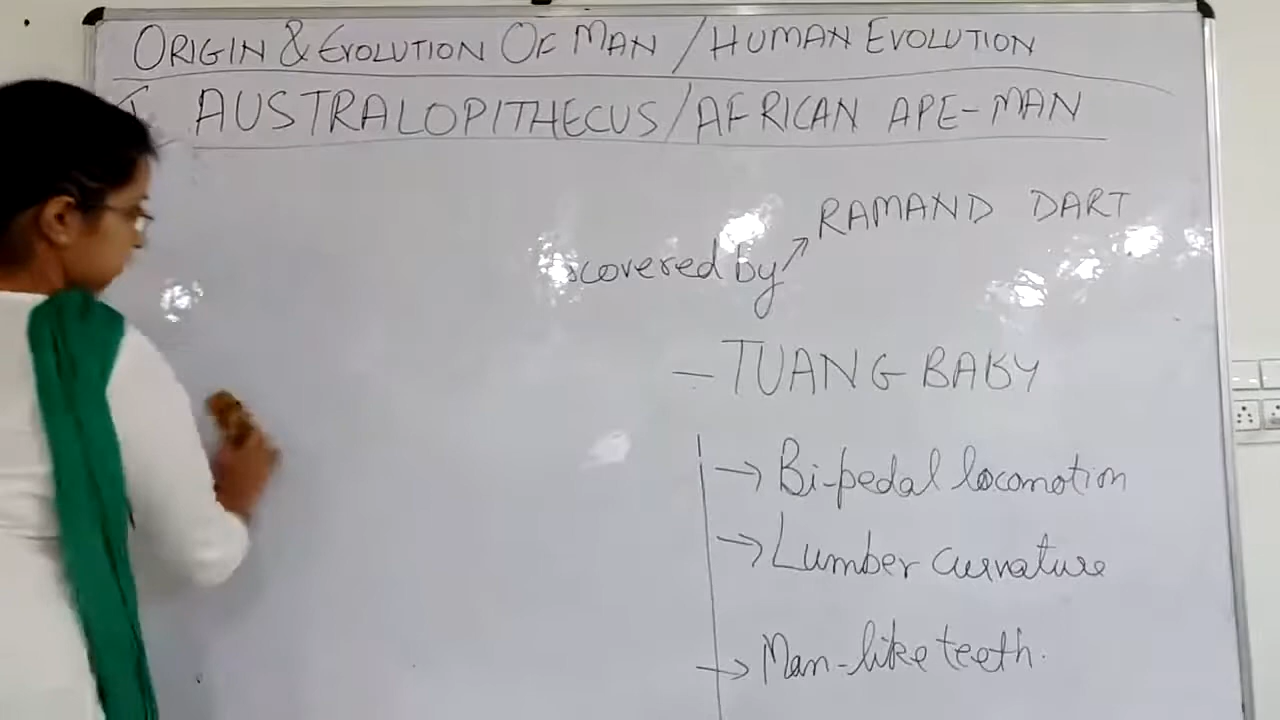 ORIGIN & EVOLUTION OF MAN / HUMAN EVOLUTION
AUSTRALOPITHECUS/AFRICAN APE-MAN
RAMAND DART
scovered by
- TUANG BABY
→ Bi-pedal locomotion
→ Lumber curvature
→ Man-like teeth.